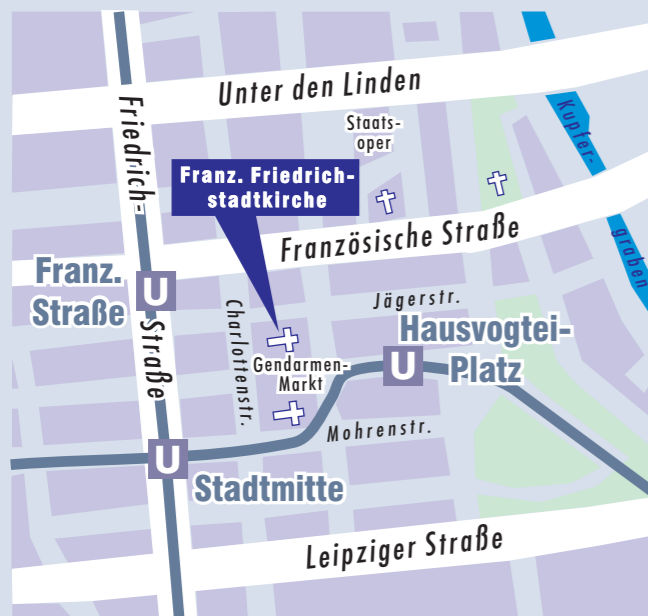 Unter den Linden
Friedrich-
Straße
Staats-
oper
Kupfer-
graben
Franz. Friedrich-
stadtkirche
Französische Straße
Franz.
Straße
U
Charlottenstr.
Jägerstr.
Hausvogtei-
Platz
U
Gendarmen-
Markt
Mohrenstr.
U
Stadtmitte
Leipziger Straße